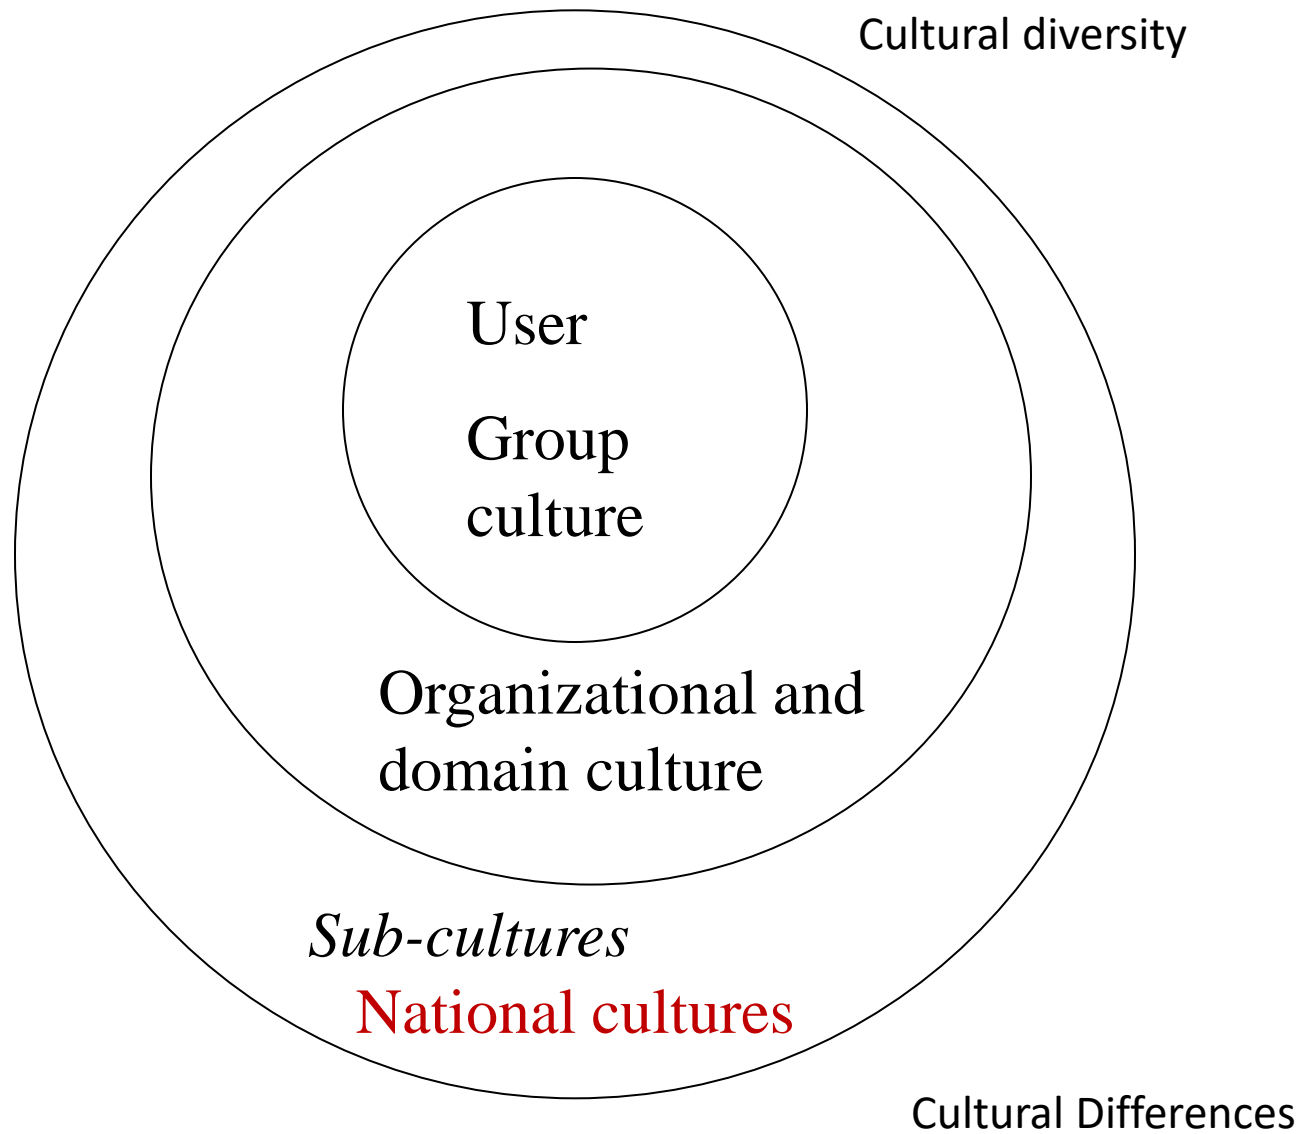 Cultural diversity
User
Group
culture
Organizational and
domain culture
Sub-cultures
National cultures
Cultural Differences